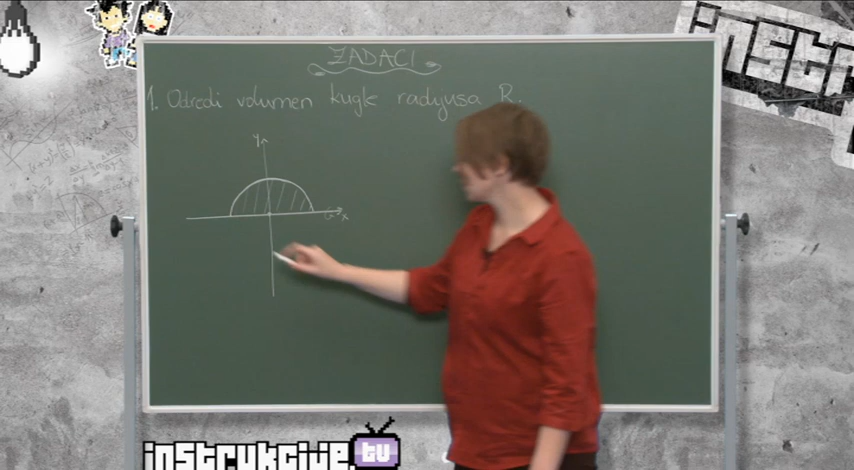 ZADACI
1. Odredi volumen kugle radijusa R.
y
x
instrukcije.tv